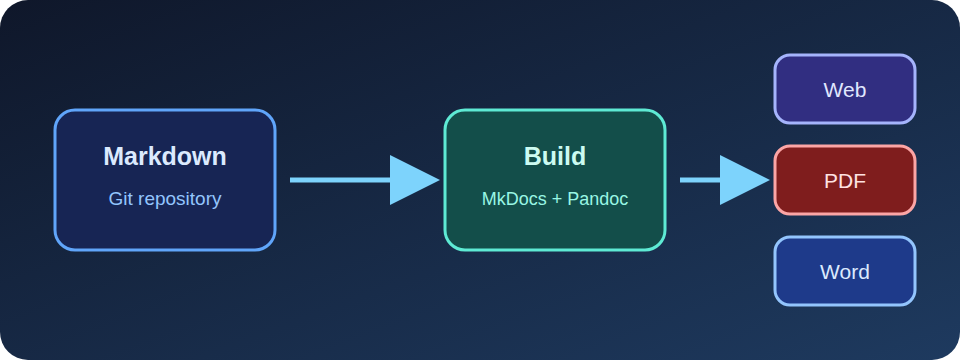 Markdown
Git repository
Build
MkDocs + Pandoc
Web
PDF
Word